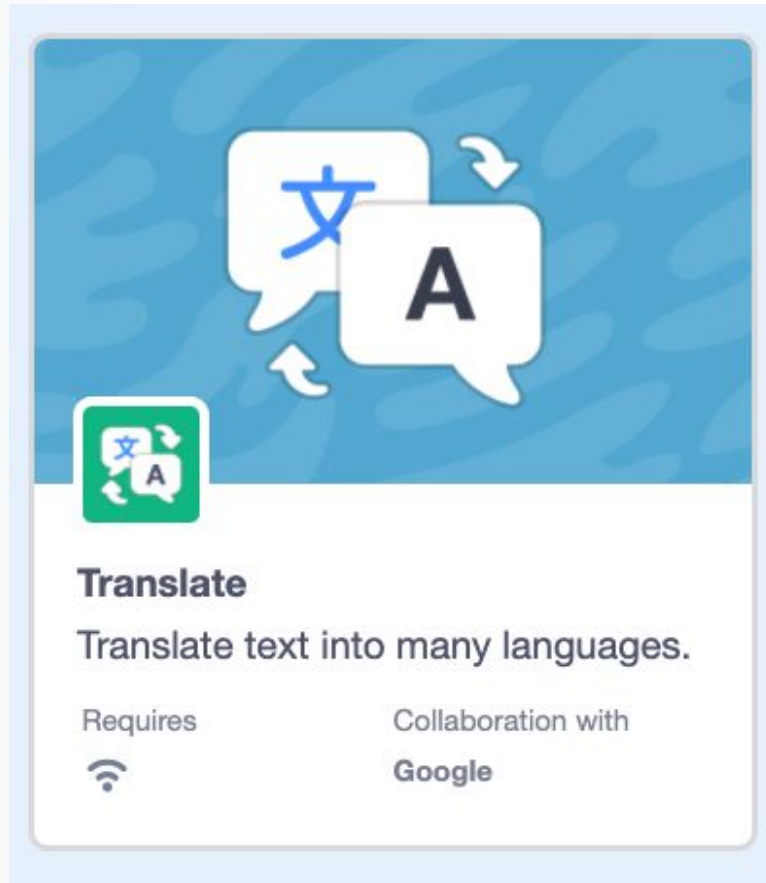 文
A
文
A
Translate
Translate text into many languages.
Requires
Collaboration with
Google